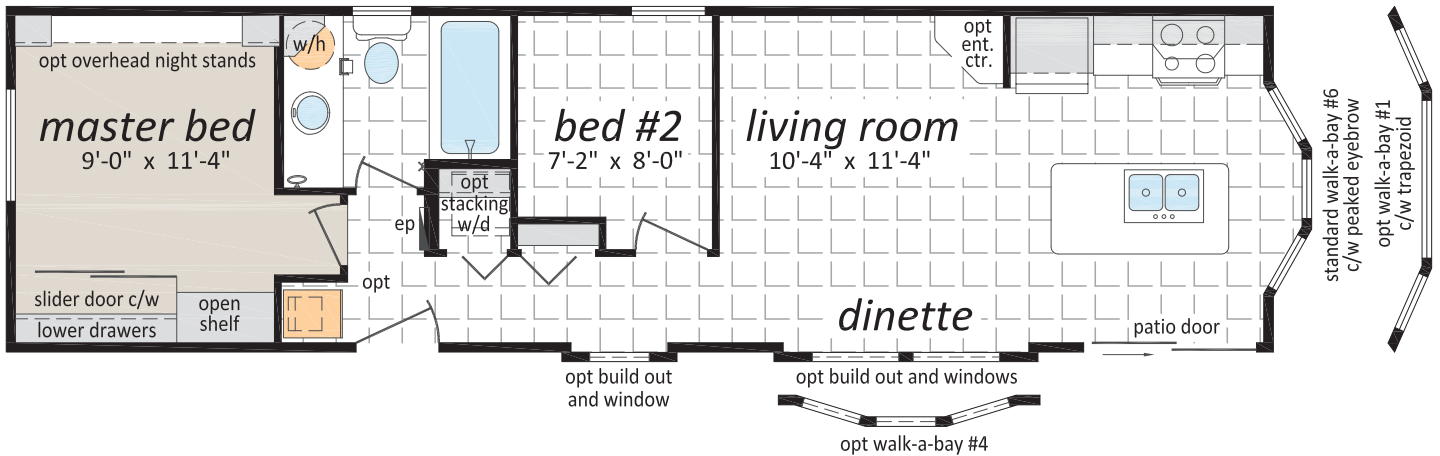 opt overhead night stands
master bed
9'-0" x 11'-4"
slider door c/w
lower drawers
open
shelf
w/h
opt
stacking
w/d
ep
opt
bed #2
7'-2" x 8'-0"
living room
10'-4" x 11'-4"
opt
ent.
ctr.
dinette
patio door
opt build out
and window
opt build out and windows
opt walk-a-bay #4
standard walk-a-bay #6
c/w peaked eyebrow
opt walk-a-bay #1
c/w trapezoid